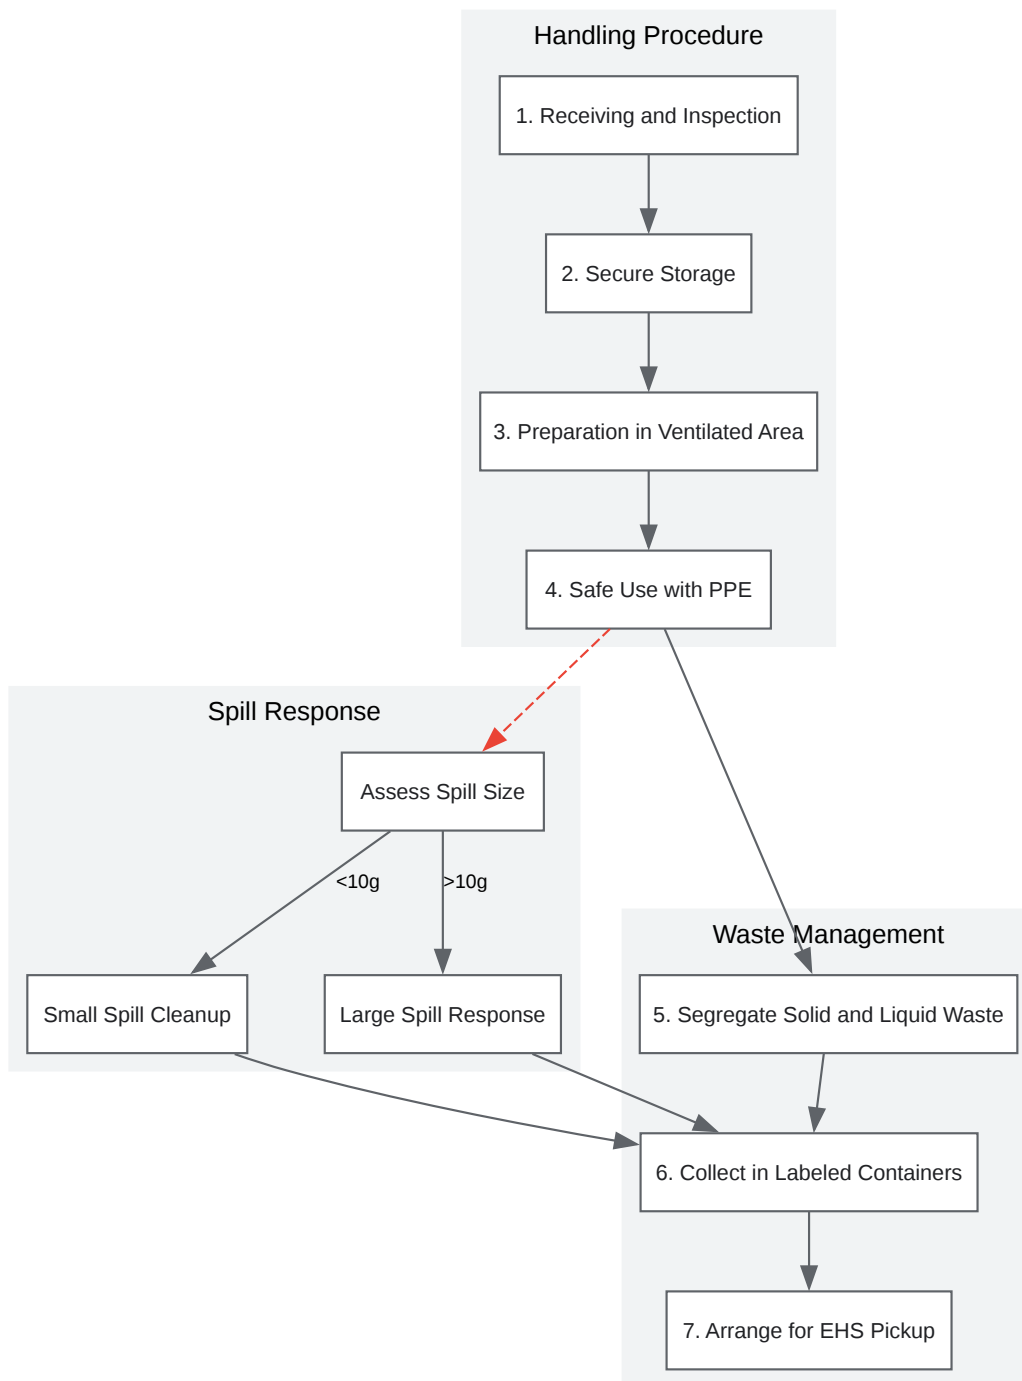 Handling Procedure
1. Receiving and Inspection
2. Secure Storage
3. Preparation in Ventilated Area
4. Safe Use with PPE
Spill Response
Assess Spill Size
<10g
>10g
Small Spill Cleanup
Large Spill Response
Waste Management
5. Segregate Solid and Liquid Waste
6. Collect in Labeled Containers
7. Arrange for EHS Pickup